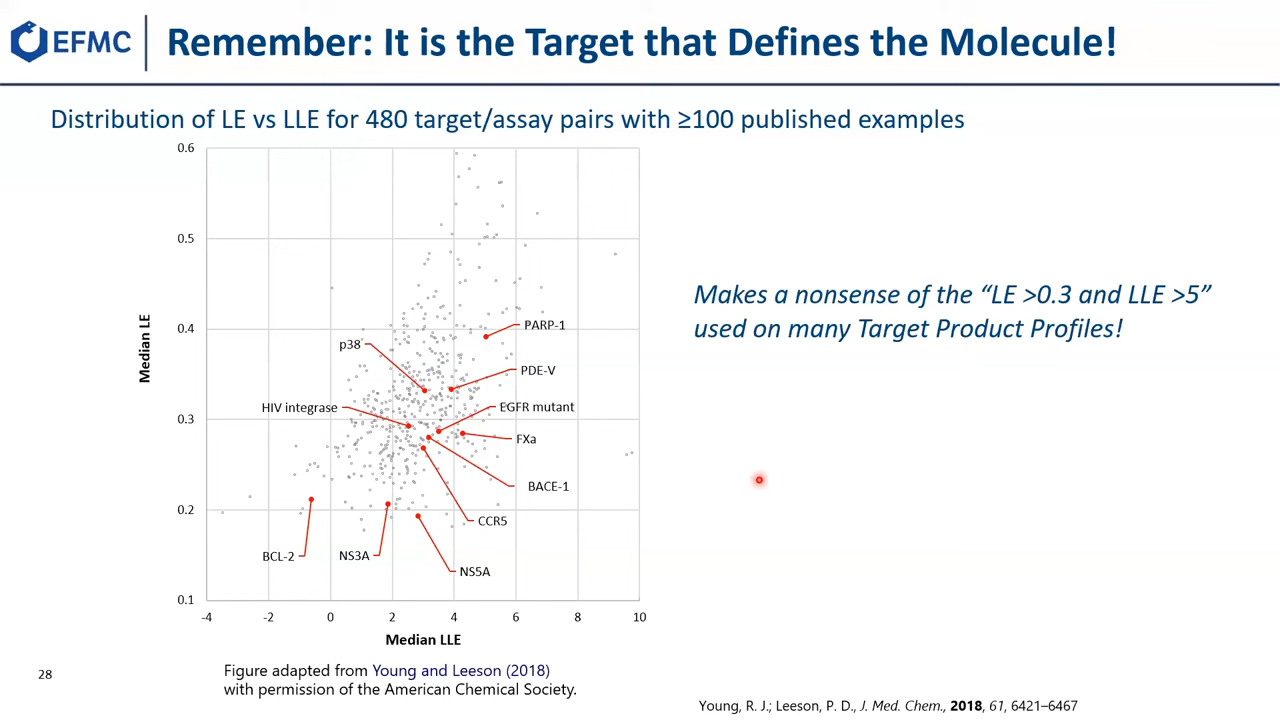 EFMC
Remember: It is the Target that Defines the Molecule!
Distribution of LE vs LLE for 480 target/assay pairs with ≥100 published examples
0.6
0.5
0.4
0.3
0.2
0.1
Median LE
-4
-2
0
2
4
6
8
10
Median LLE
PARP-1
p38
PDE-V
HIV integrase
EGFR mutant
FXa
BACE-1
CCR5
BCL-2
NS3A
NS5A
Makes a nonsense of the “LE >0.3 and LLE >5”
used on many Target Product Profiles!
28
Figure adapted from Young and Leeson (2018)
with permission of the American Chemical Society.
Young, R. J.; Leeson, P. D., J. Med. Chem., 2018, 61, 6421–6467